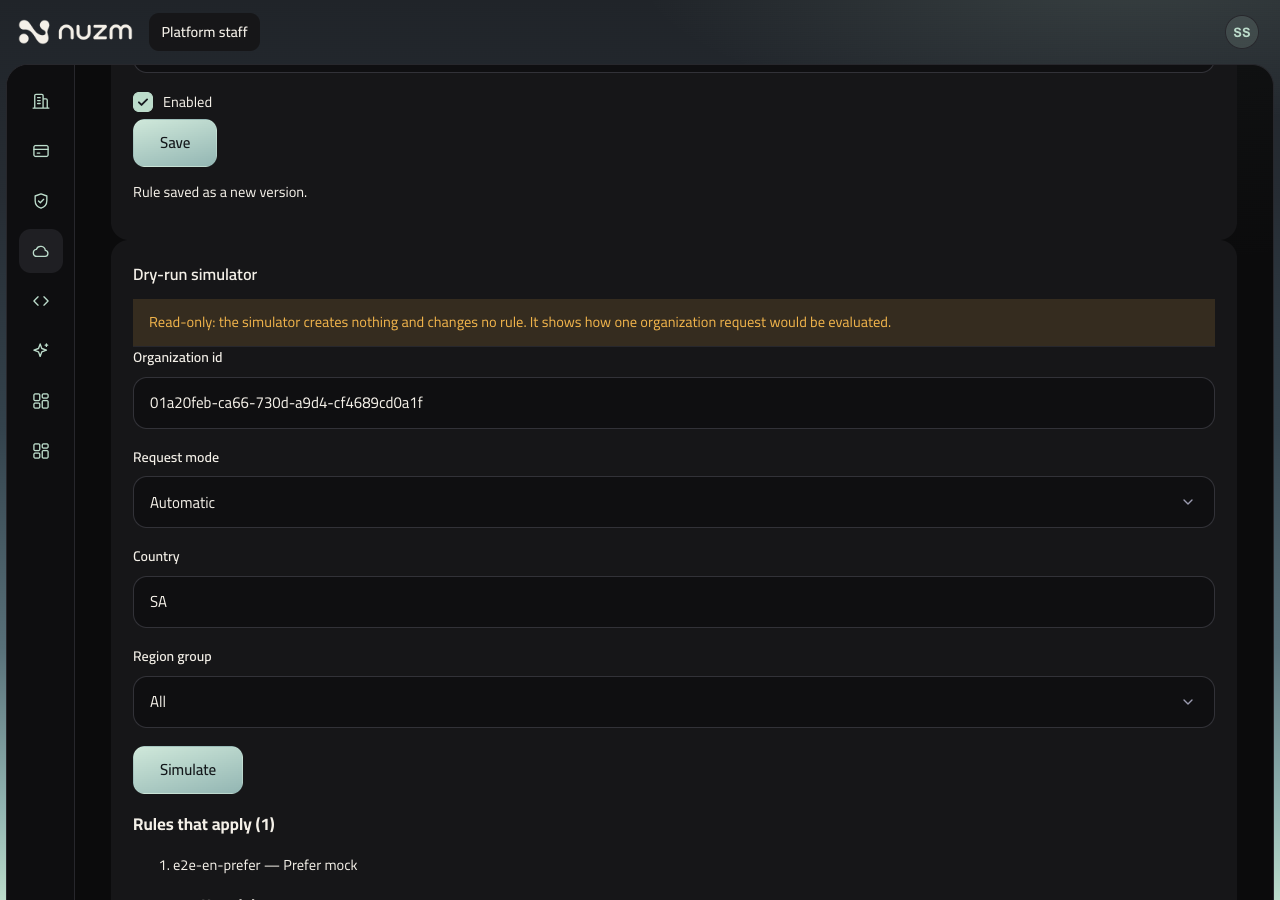 nuzm
Platform staff
SS
Enabled
Save
Rule saved as a new version.
Dry-run simulator
Read-only: the simulator creates nothing and changes no rule. It shows how one organization request would be evaluated.
Organization id
01a20feb-ca66-730d-a9d4-cf4689cd0a1f
Request mode
Automatic
Country
SA
Region group
All
Simulate
Rules that apply (1)
1. e2e-en-prefer — Prefer mock